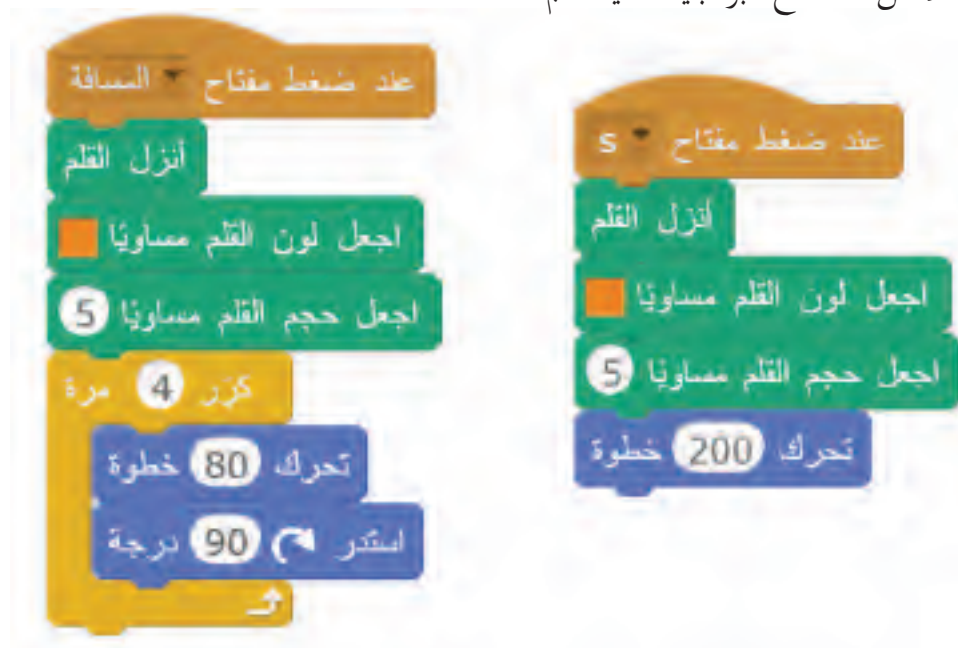 عند ضغط مفتاح s
أنزل القلم
اجعل لون القلم مساويًا
اجعل حجم القلم مساويًا 5
تحرك 200 خطوة
عند ضغط مفتاح المسافة
أنزل القلم
اجعل لون القلم مساويًا
اجعل حجم القلم مساويًا 5
كرّر 4 مرة
تحرك 80 خطوة
استدر 90 درجة